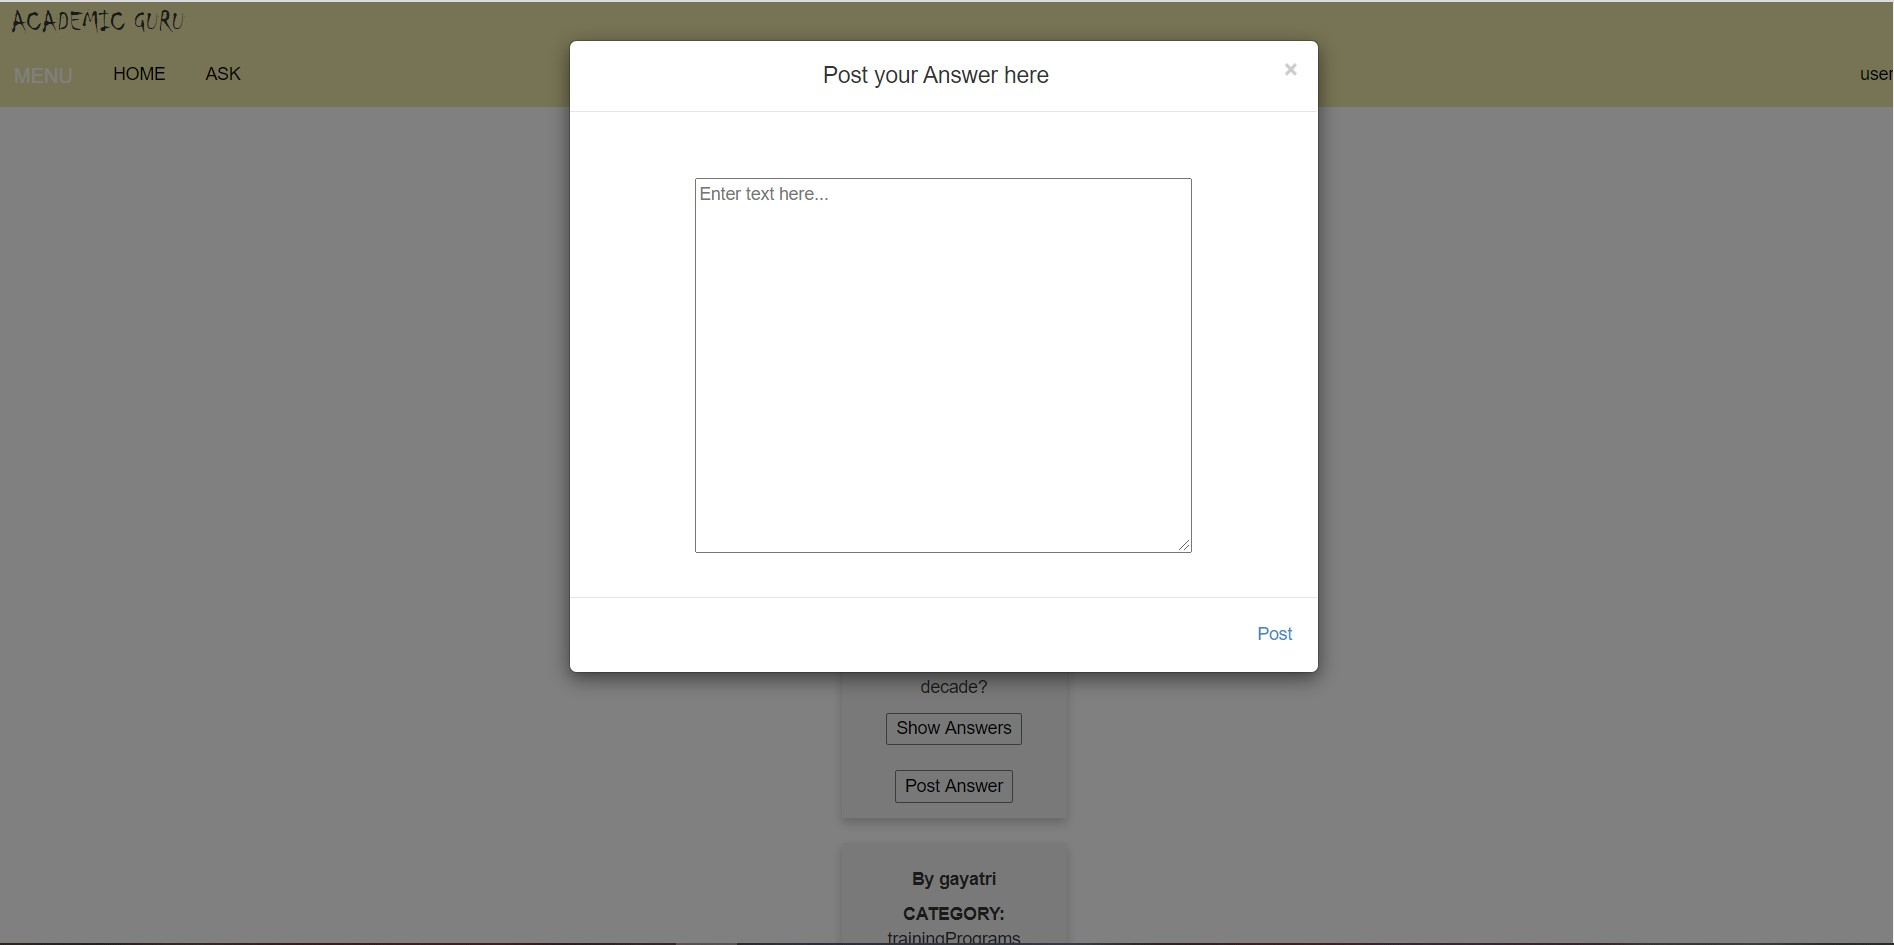 ACADEMIC GURU
MENU HOME ASK user
Post your Answer here ×
Enter text here...
Post
decade?
Show Answers
Post Answer
By gayatri
CATEGORY:
trainingPrograms